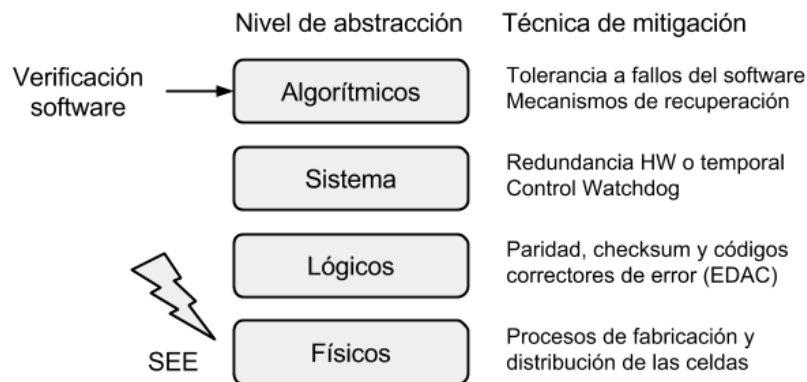 Nivel de abstracción
Técnica de mitigación
Verificación
software
Algorítmicos
Tolerancia a fallos del software
Mecanismos de recuperación
Sistema
Redundancia HW o temporal
Control Watchdog
Lógicos
Paridad, checksum y códigos
correctores de error (EDAC)
SEE
Físicos
Procesos de fabricación y
distribución de las celdas